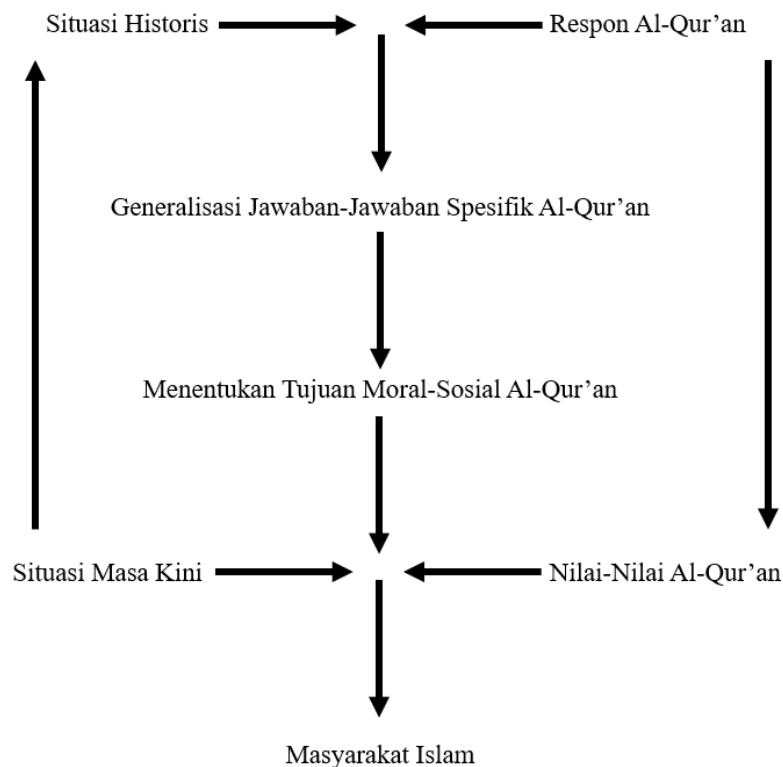 Situasi Historis
Respon Al-Qur’an
Generalisasi Jawaban-Jawaban Spesifik Al-Qur’an
Menentukan Tujuan Moral-Sosial Al-Qur’an
Situasi Masa Kini
Nilai-Nilai Al-Qur’an
Masyarakat Islam